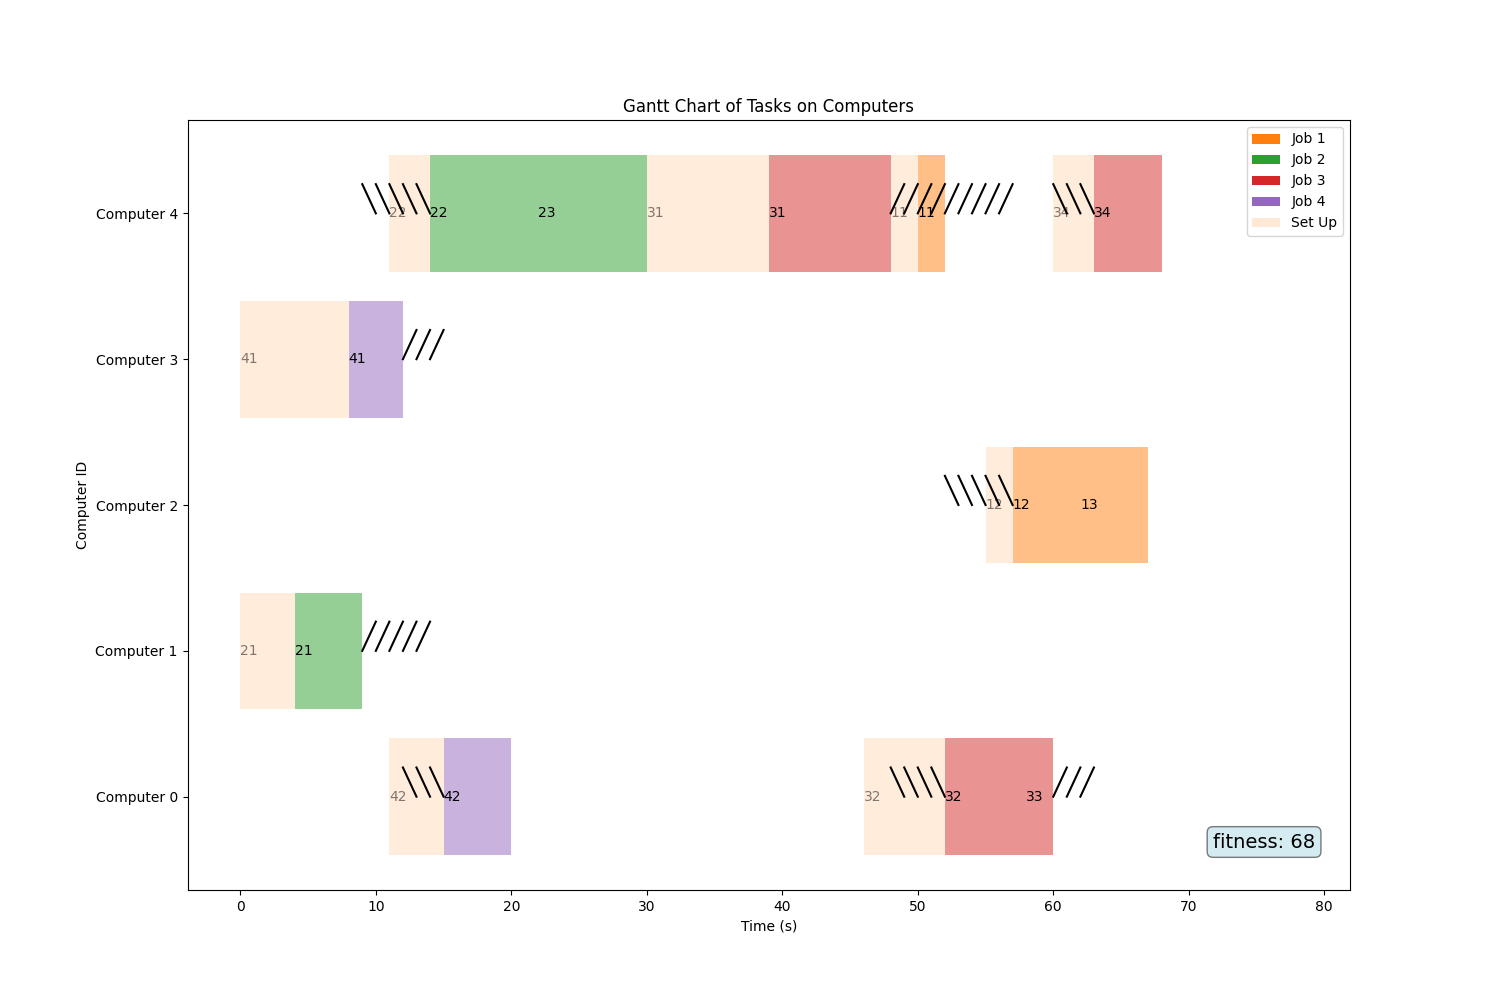 Gantt Chart of Tasks on Computers
Job 1
Job 2
Job 3
Job 4
Set Up
Computer 4
22
22
23
31
31
11
11
34
34
Computer 3
41
41
Computer 2
12
12
13
Computer 1
21
21
Computer 0
42
42
32
32
33
fitness: 68
Computer ID
0 10 20 30 40 50 60 70 80
Time (s)